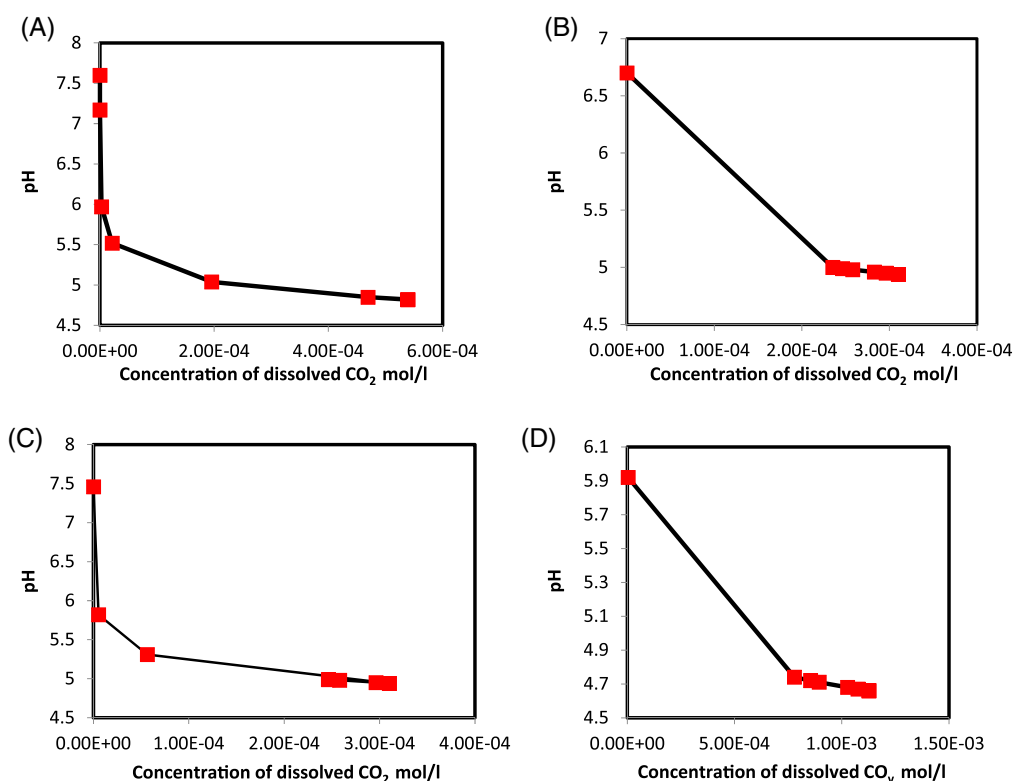 (A)
8
7.5
7
6.5
6
5.5
5
4.5
pH
0.00E+00 2.00E-04 4.00E-04 6.00E-04
Concentration of dissolved CO₂ mol/l
(B)
7
6.5
6
5.5
5
4.5
pH
0.00E+00 1.00E-04 2.00E-04 3.00E-04 4.00E-04
Concentration of dissolved CO₂ mol/l
(C)
8
7.5
7
6.5
6
5.5
5
4.5
pH
0.00E+00 1.00E-04 2.00E-04 3.00E-04 4.00E-04
Concentration of dissolved CO₂ mol/l
(D)
6.1
5.9
5.7
5.5
5.3
5.1
4.9
4.7
4.5
pH
0.00E+00 5.00E-04 1.00E-03 1.50E-03
Concentration of dissolved CO mol/l